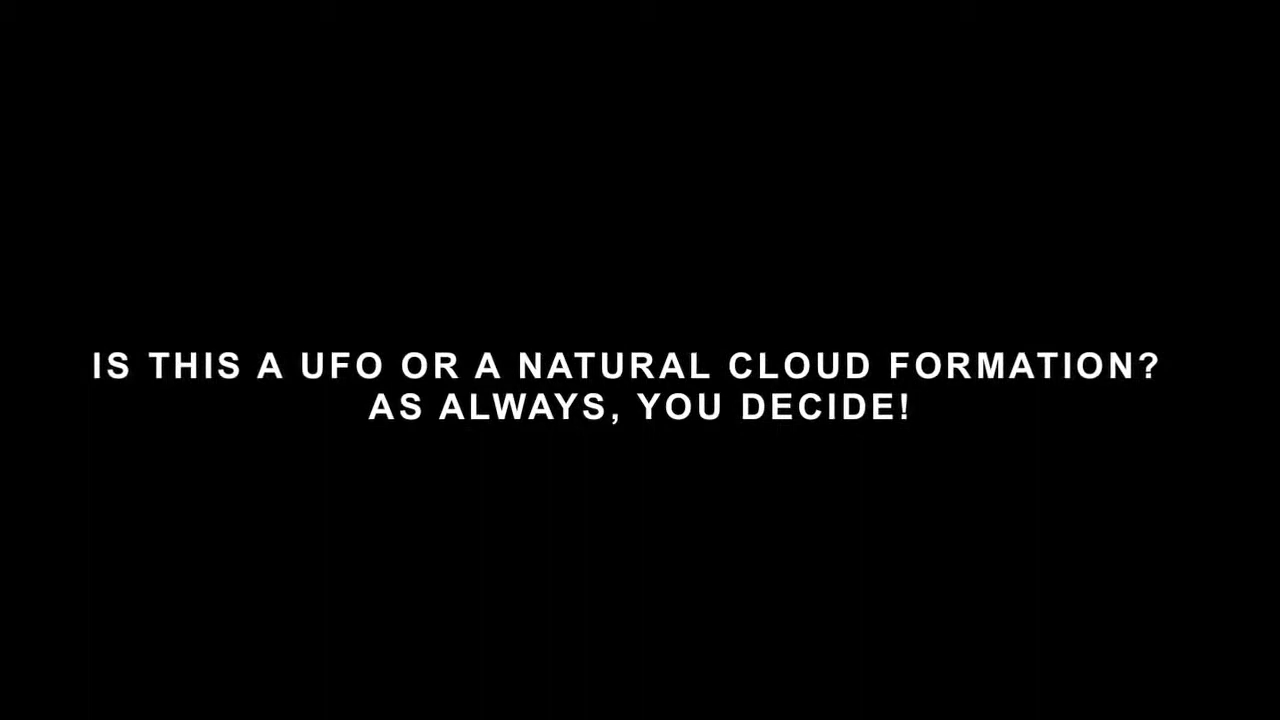 IS THIS A UFO OR A NATURAL CLOUD FORMATION?
AS ALWAYS, YOU DECIDE!